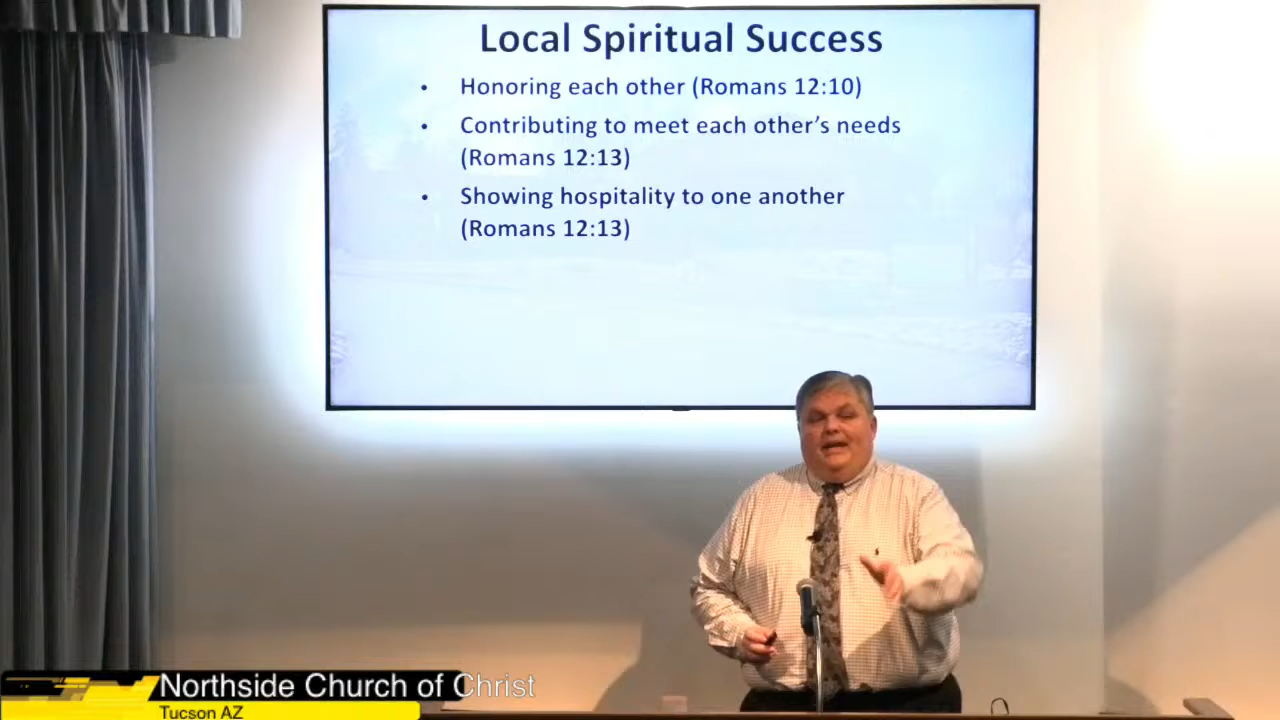 Local Spiritual Success
• Honoring each other (Romans 12:10)
• Contributing to meet each other’s needs
(Romans 12:13)
• Showing hospitality to one another
(Romans 12:13)
Northside Church of Christ
Tucson AZ